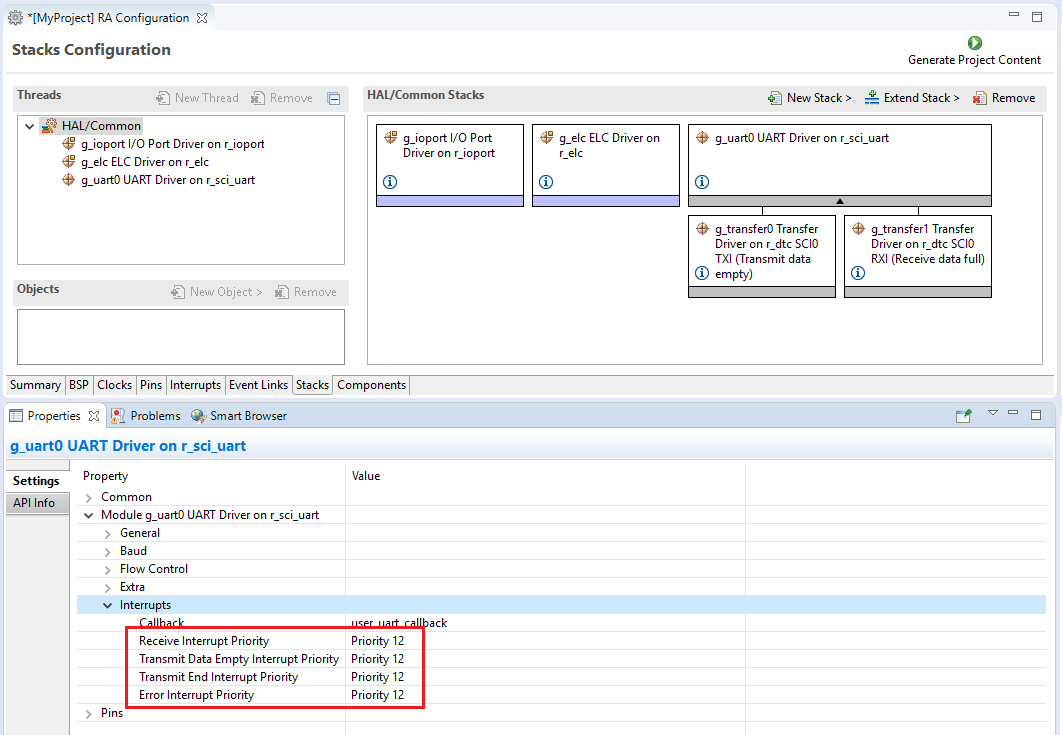 *[MyProject] RA Configuration
Stacks Configuration
Generate Project Content
Threads
New Thread
Remove
HAL/Common
g_ioport I/O Port Driver on r_ioport
g_elc ELC Driver on r_elc
g_uart0 UART Driver on r_sci_uart
Objects
New Object >
Remove
HAL/Common Stacks
New Stack >
Extend Stack >
Remove
g_ioport I/O Port
Driver on r_ioport
g_elc ELC Driver on
r_elc
g_uart0 UART Driver on r_sci_uart
g_transfer0 Transfer
Driver on r_dtc SCI0
TXI (Transmit data
empty)
g_transfer1 Transfer
Driver on r_dtc SCI0
RXI (Receive data full)
Summary BSP Clocks Pins Interrupts Event Links Stacks Components
Properties Problems Smart Browser
g_uart0 UART Driver on r_sci_uart
Settings
API Info
Property Value
Common
Module g_uart0 UART Driver on r_sci_uart
General
Baud
Flow Control
Extra
Interrupts
Callback user_uart_callback
Receive Interrupt Priority Priority 12
Transmit Data Empty Interrupt Priority Priority 12
Transmit End Interrupt Priority Priority 12
Error Interrupt Priority Priority 12
Pins